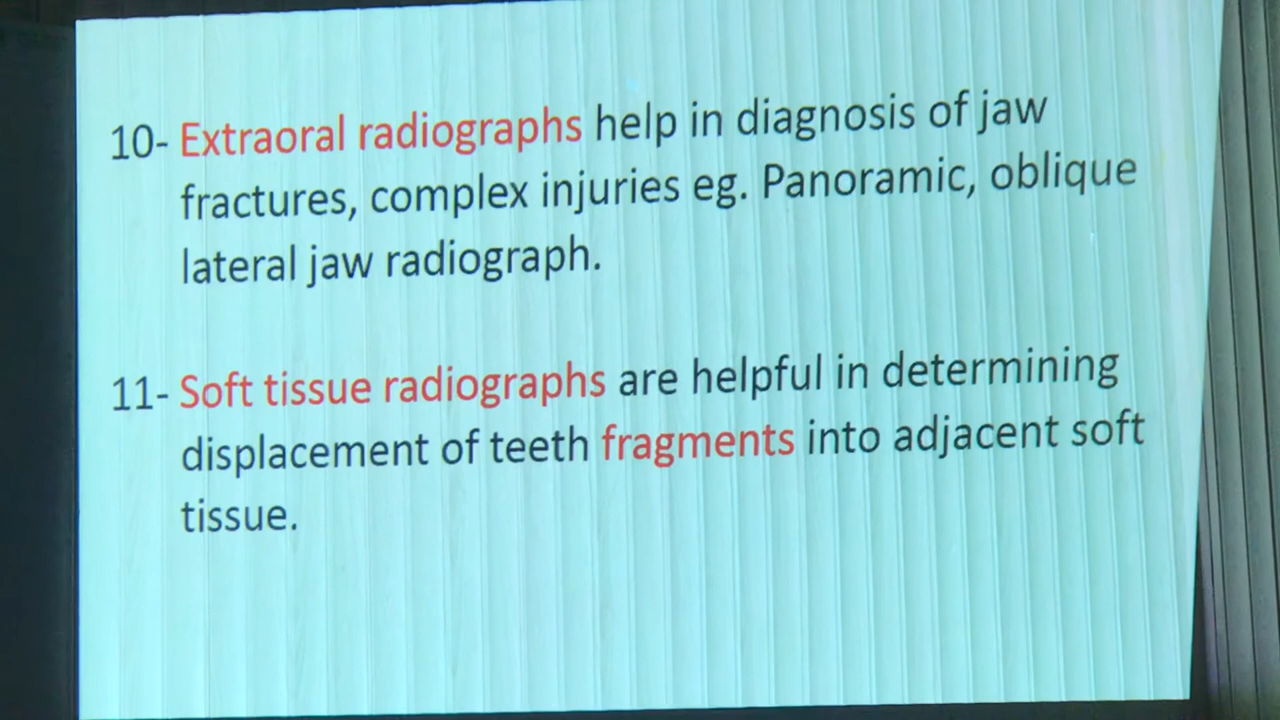 10- Extraoral radiographs help in diagnosis of jaw
fractures, complex injuries eg. Panoramic, oblique
lateral jaw radiograph.
11- Soft tissue radiographs are helpful in determining
displacement of teeth fragments into adjacent soft
tissue.